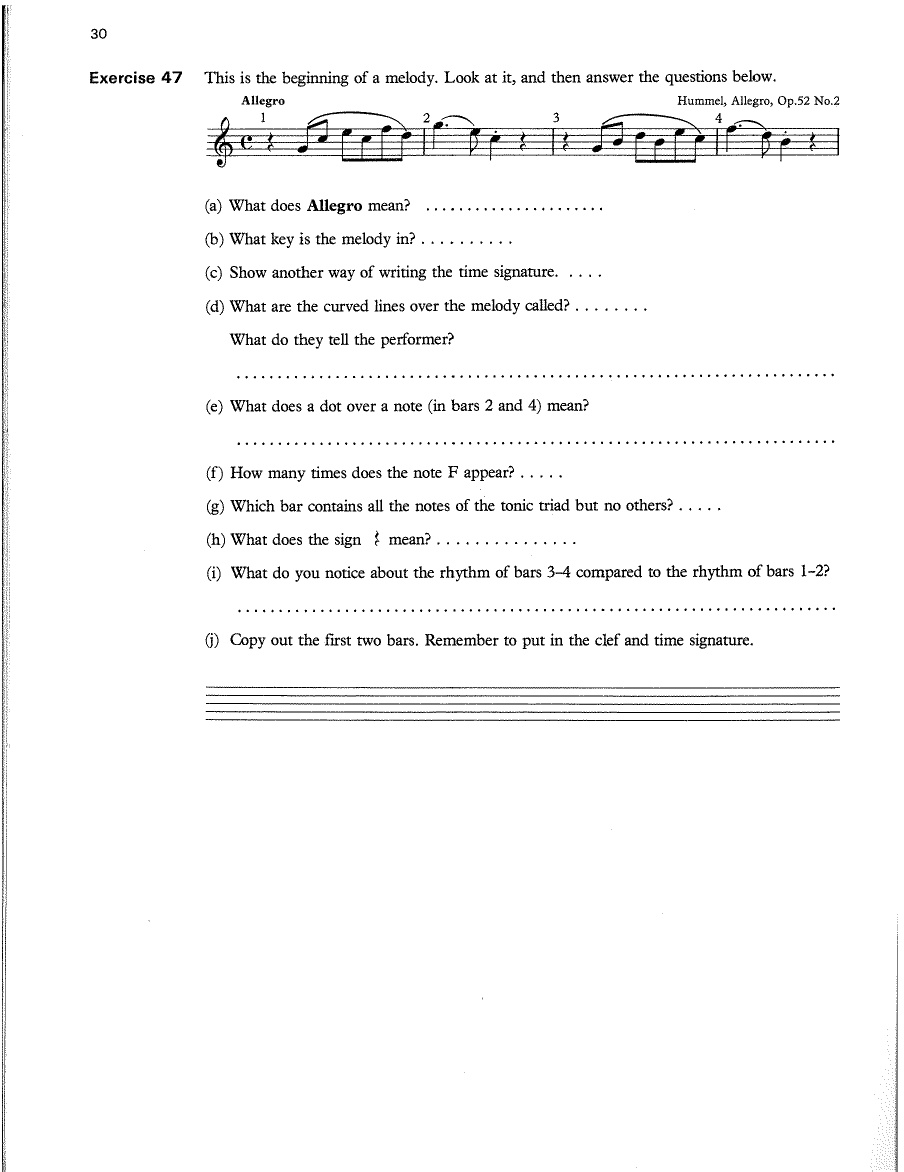 30
Exercise 47 This is the beginning of a melody. Look at it, and then answer the questions below.
Allegro Hummel, Allegro, Op.52 No.2
1 2 3 4
(a) What does Allegro mean? ......................
(b) What key is the melody in? ..........
(c) Show another way of writing the time signature. ....
(d) What are the curved lines over the melody called? .........
What do they tell the performer?
........................................................................
(e) What does a dot over a note (in bars 2 and 4) mean?
........................................................................
(f) How many times does the note F appear? .....
(g) Which bar contains all the notes of the tonic triad but no others? .....
(h) What does the sign 𝄽 mean? ...............
(i) What do you notice about the rhythm of bars 3–4 compared to the rhythm of bars 1–2?
........................................................................
(j) Copy out the first two bars. Remember to put in the clef and time signature.